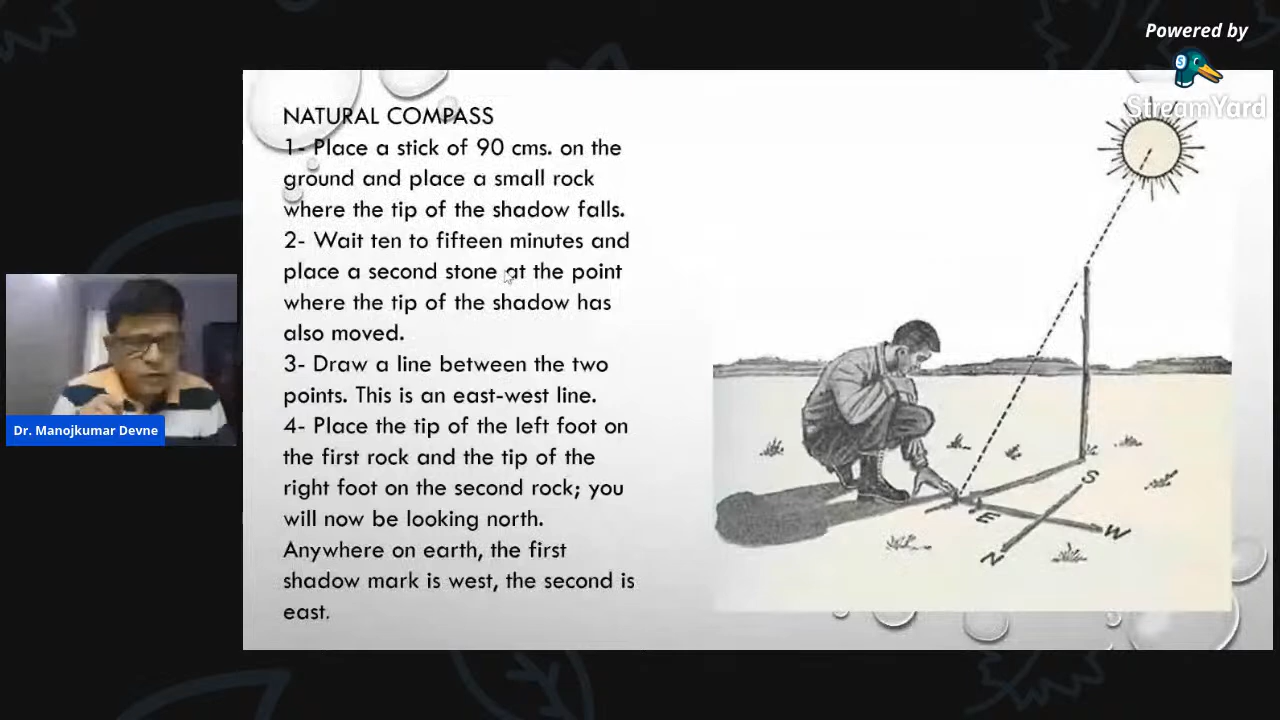 Powered by
StreamYard
NATURAL COMPASS
1- Place a stick of 90 cms. on the
ground and place a small rock
where the tip of the shadow falls.
2- Wait ten to fifteen minutes and
place a second stone at the point
where the tip of the shadow has
also moved.
3- Draw a line between the two
points. This is an east-west line.
4- Place the tip of the left foot on
the first rock and the tip of the
right foot on the second rock; you
will now be looking north.
Anywhere on earth, the first
shadow mark is west, the second is
east.
S
E
W
N
Dr. Manojkumar Devne